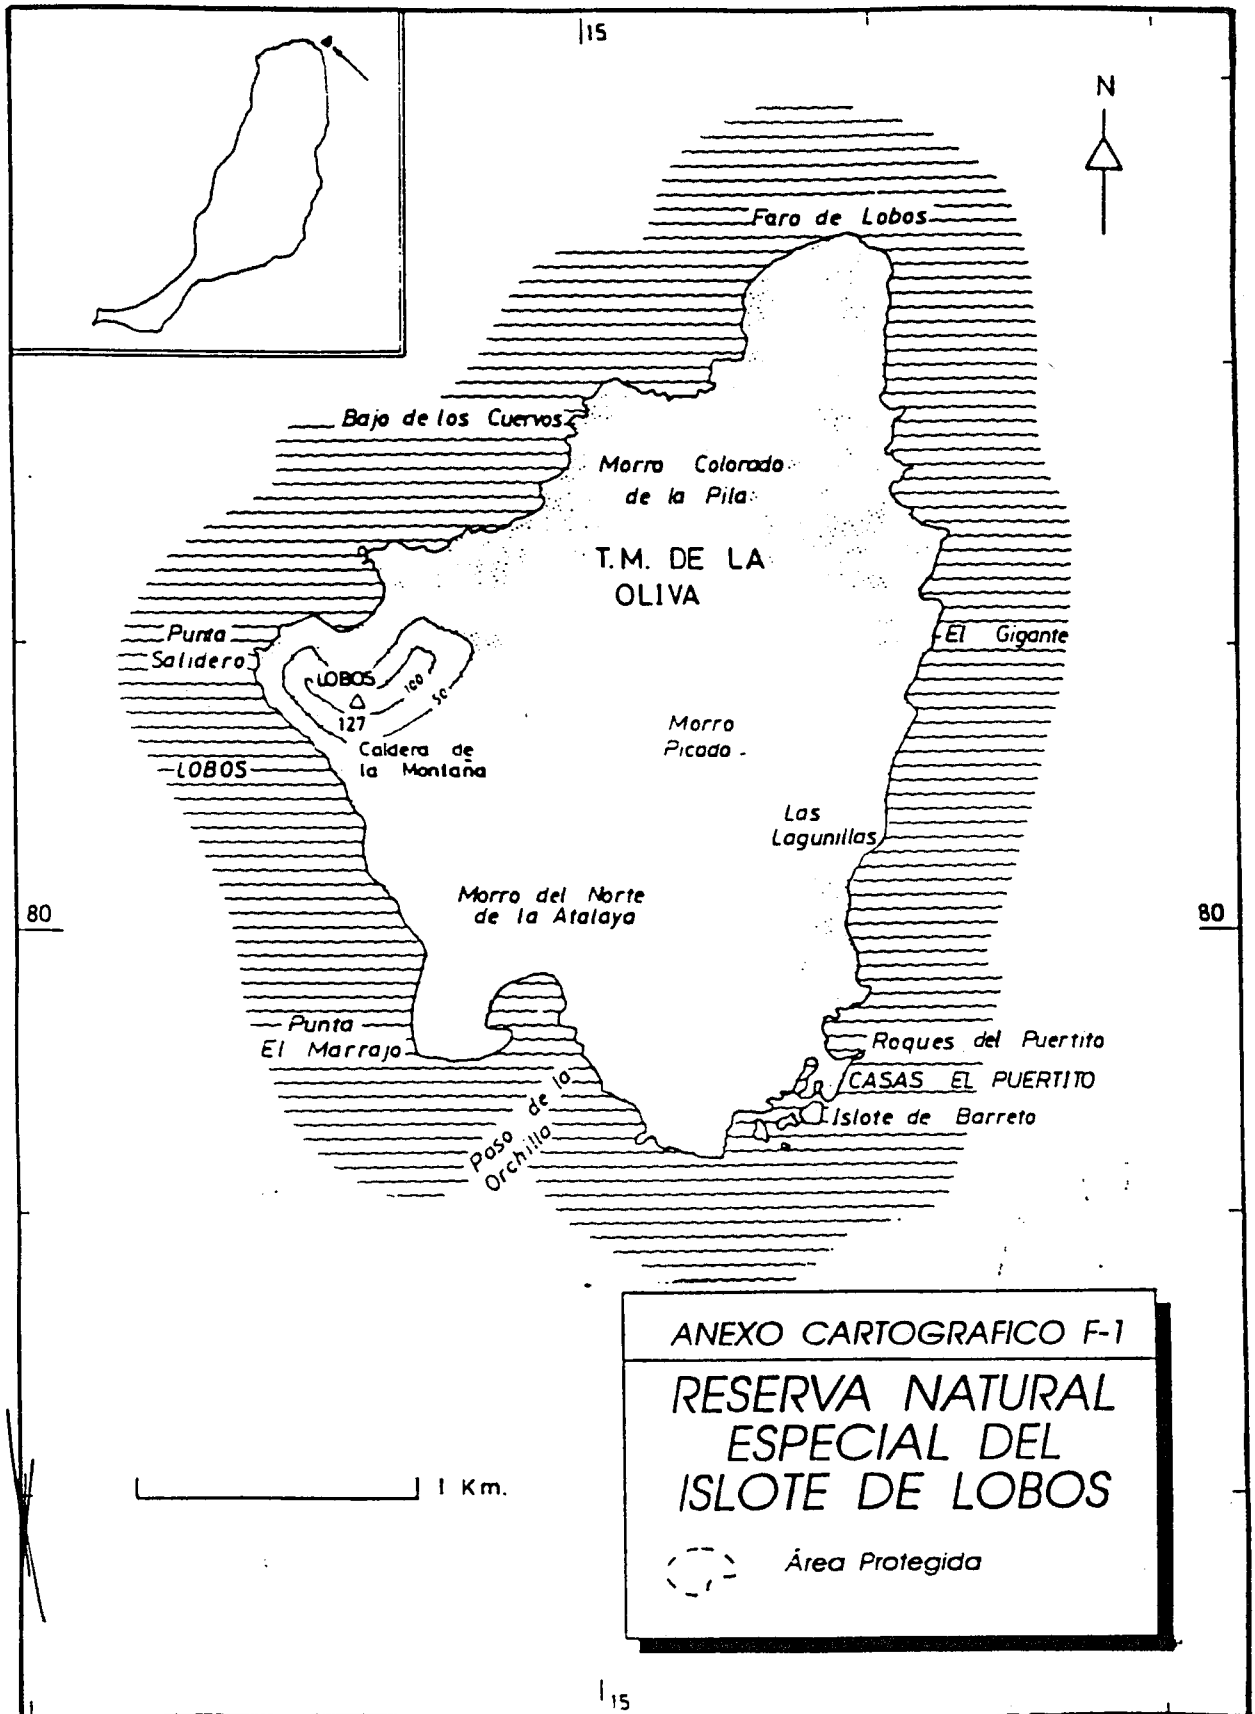 15
N
Faro de Lobos
Bajo de los Cuervos
Morro Colorado
de la Pila
T.M. DE LA
OLIVA
Punta
Salidero
El Gigante
LOBOS
100
50
127
Caldera de
la Montaña
Morro
Picado
LOBOS
Las
Lagunillas
Morro del Norte
de la Atalaya
80
80
Punta
El Marrajo
Roques del Puertito
CASAS EL PUERTITO
Islote de Barreto
Paso de la
Orchilla
ANEXO CARTOGRAFICO F-1
RESERVA NATURAL
ESPECIAL DEL
ISLOTE DE LOBOS
Área Protegida
1 Km.
15